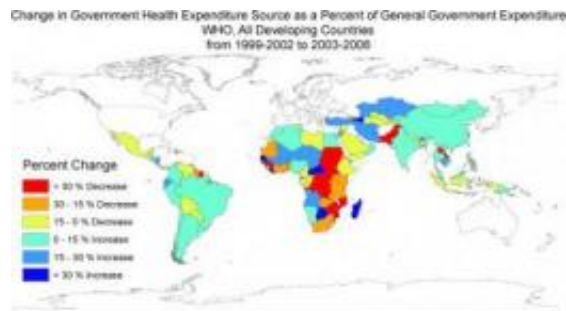 Change in Government Health Expenditure Source as a Percent of General Government Expenditure
WHO, All Developing Countries
from 1999-2002 to 2003-2006
Percent Change
> 30 % Decrease
30 - 15 % Decrease
15 - 0 % Decrease
0 - 15 % Increase
15 - 30 % Increase
> 30 % Increase